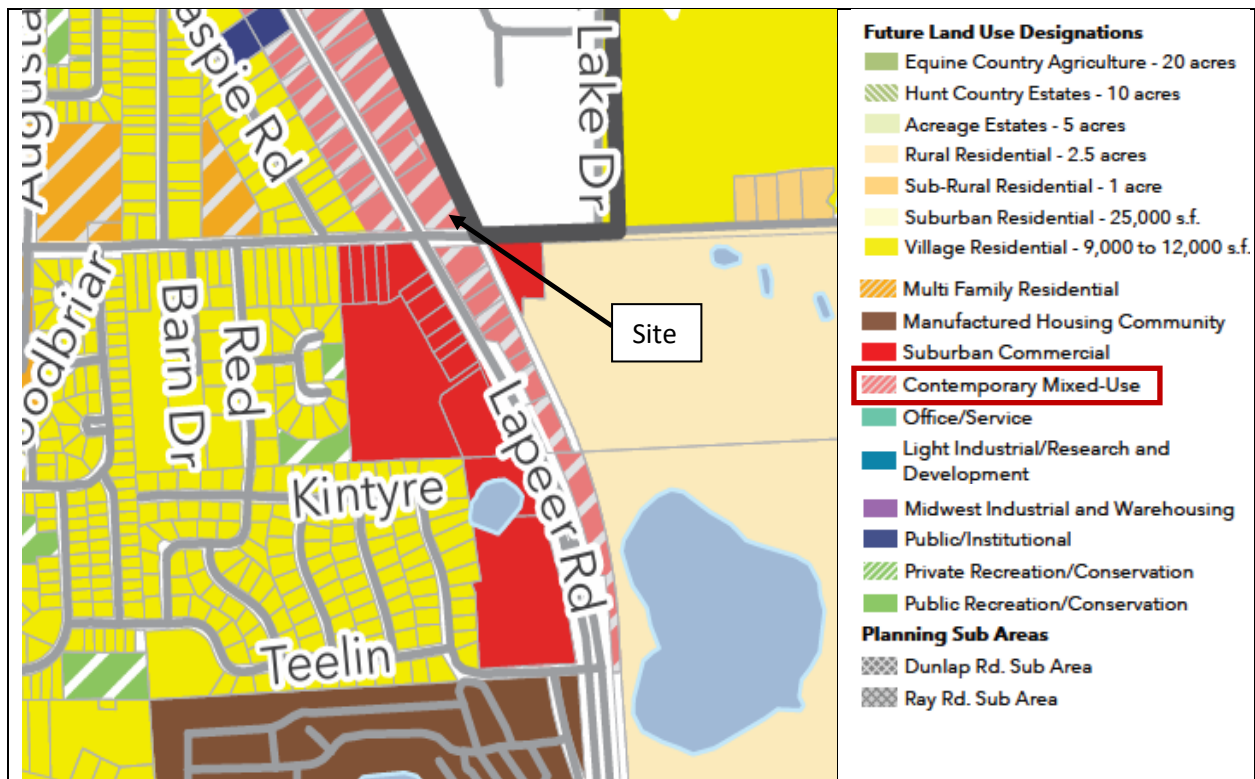 Augusta
aspie Rd
Lake Dr
oodbriar
Barn Dr
Red
Site
Lapeer Rd
Kintyre
Teelin
Future Land Use Designations
Equine Country Agriculture - 20 acres
Hunt Country Estates - 10 acres
Acreage Estates - 5 acres
Rural Residential - 2.5 acres
Sub-Rural Residential - 1 acre
Suburban Residential - 25,000 s.f.
Village Residential - 9,000 to 12,000 s.f.
Multi Family Residential
Manufactured Housing Community
Suburban Commercial
Contemporary Mixed-Use
Office/Service
Light Industrial/Research and
Development
Midwest Industrial and Warehousing
Public/Institutional
Private Recreation/Conservation
Public Recreation/Conservation
Planning Sub Areas
Dunlap Rd. Sub Area
Ray Rd. Sub Area